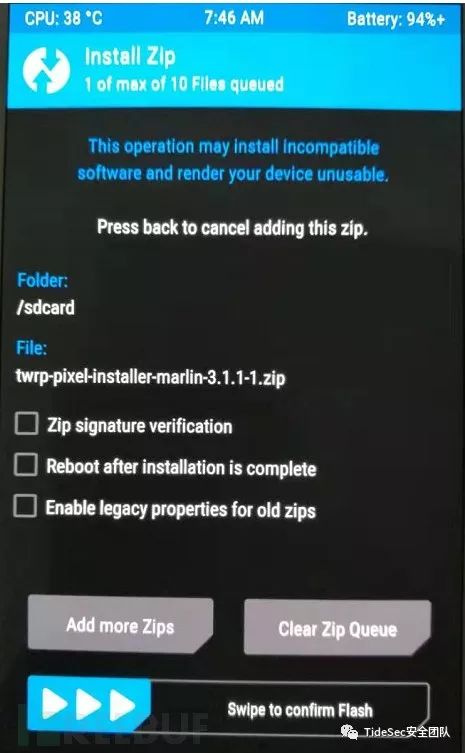 CPU: 38 °C 7:46 AM Battery: 94%+
Install Zip
1 of max of 10 Files queued
This operation may install incompatible
software and render your device unusable.
Press back to cancel adding this zip.
Folder:
/sdcard
File:
twrp-pixel-installer-marlin-3.1.1-1.zip
Zip signature verification
Reboot after installation is complete
Enable legacy properties for old zips
Add more Zips Clear Zip Queue
Swipe to confirm Flash
TideSec安全团队